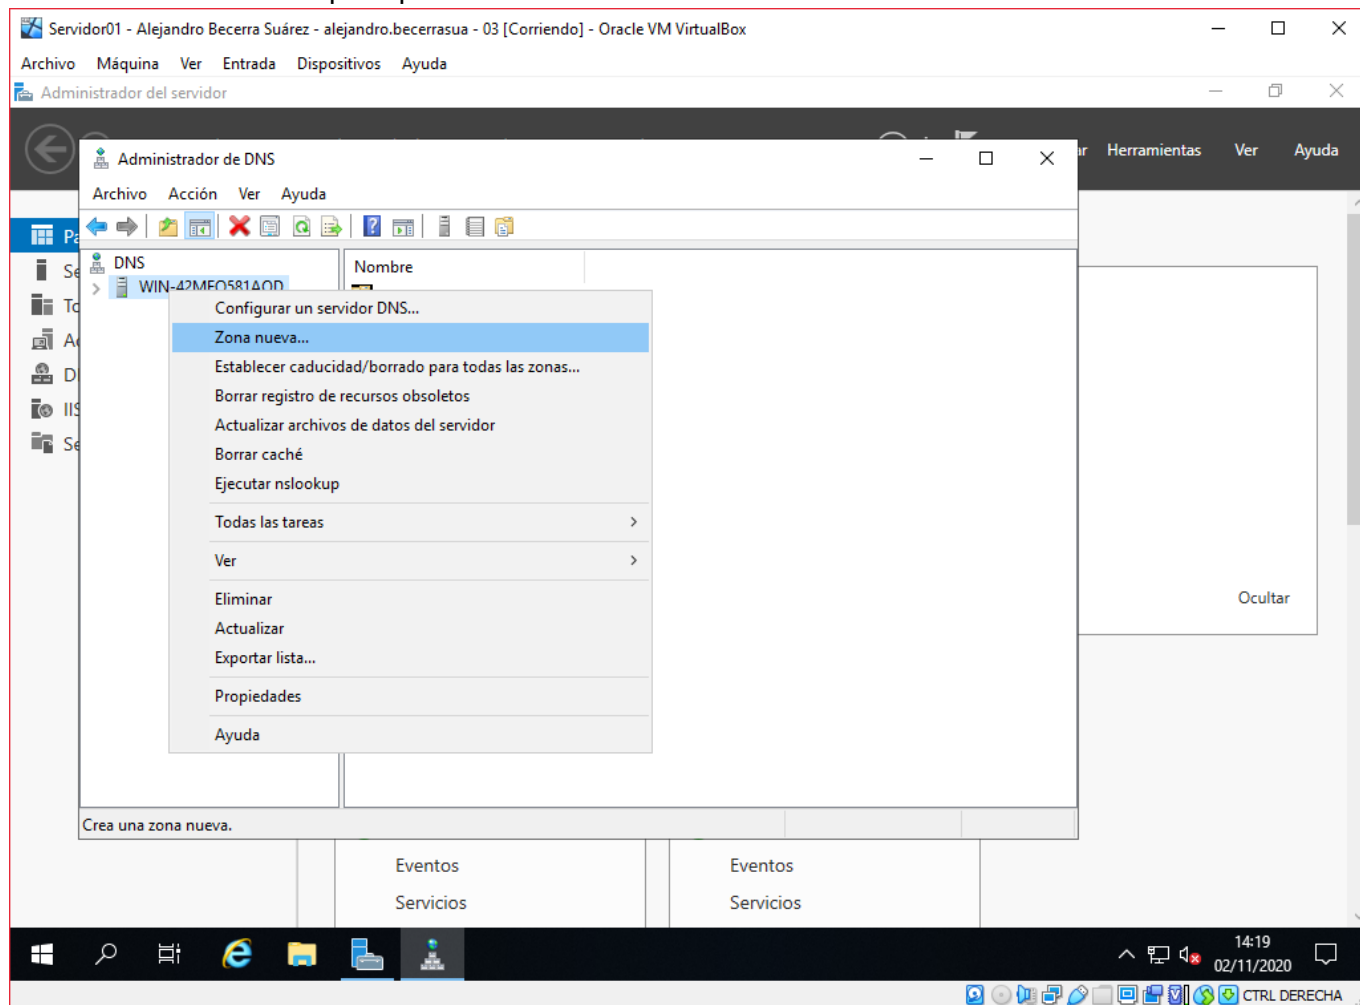 Servidor01 - Alejandro Becerra Suárez - alejandro.becerrasua - 03 [Corriendo] - Oracle VM VirtualBox
Archivo Máquina Ver Entrada Dispositivos Ayuda
Administrador del servidor
Herramientas Ver Ayuda
Administrador de DNS
Archivo Acción Ver Ayuda
DNS
Nombre
Configurar un servidor DNS...
Zona nueva...
Establecer caducidad/borrado para todas las zonas...
Borrar registro de recursos obsoletos
Actualizar archivos de datos del servidor
Borrar caché
Ejecutar nslookup
Todas las tareas
Ver
Eliminar
Actualizar
Exportar lista...
Propiedades
Ayuda
Ocultar
Crea una zona nueva.
Eventos Eventos
Servicios Servicios
14:19
02/11/2020
CTRL DERECHA